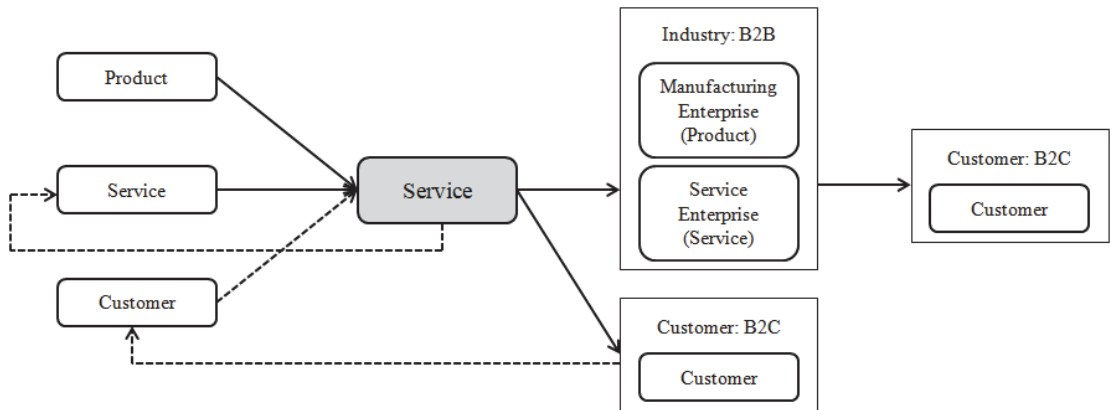 Product
Service
Customer
Service
Industry: B2B
Manufacturing
Enterprise
(Product)
Service
Enterprise
(Service)
Customer: B2C
Customer
Customer: B2C
Customer